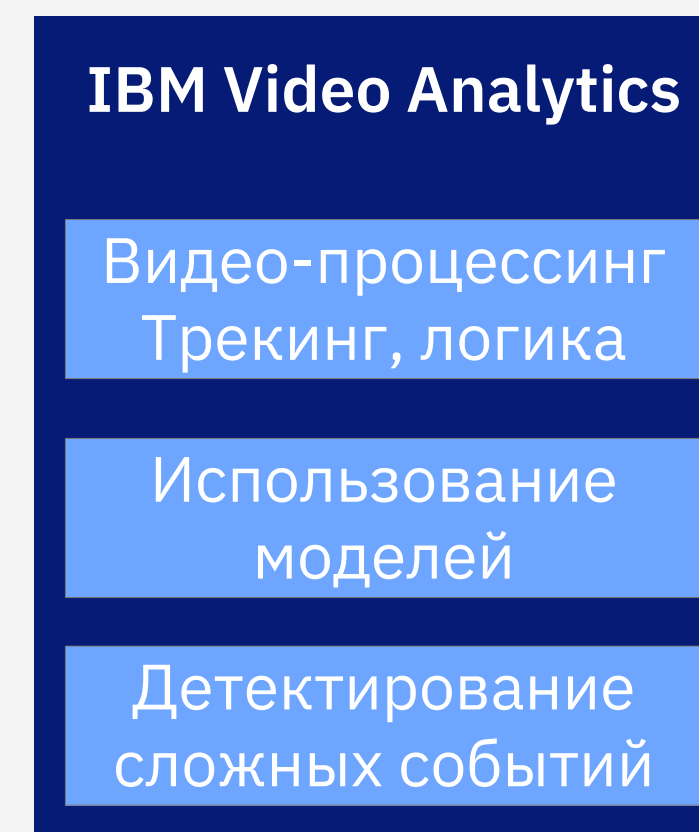 IBM Video Analytics
Видео-процессинг
Трекинг, логика
Использование
моделей
Детектирование
сложных событий